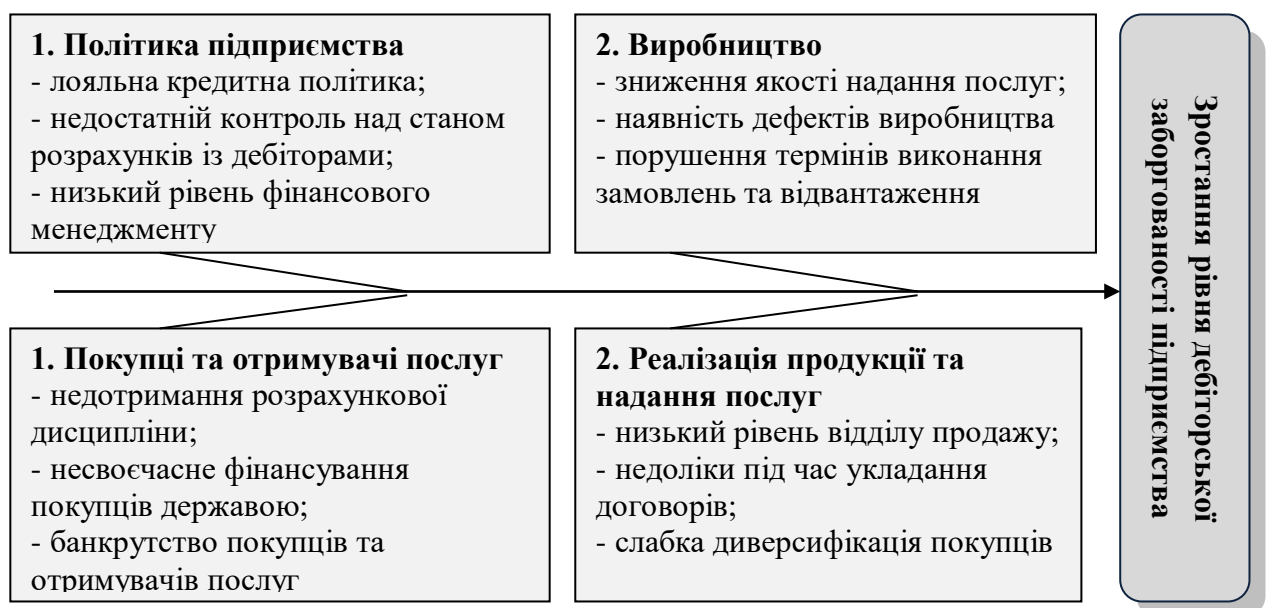 1. Політика підприємства
- лояльна кредитна політика;
- недостатній контроль над станом
розрахунків із дебіторами;
- низький рівень фінансового
менеджменту
2. Виробництво
- зниження якості надання послуг;
- наявність дефектів виробництва
- порушення термінів виконання
замовлень та відвантаження
1. Покупці та отримувачі послуг
- недотримання розрахункової
дисципліни;
- несвоєчасне фінансування
покупців державою;
- банкрутство покупців та
отримувачів послуг
2. Реалізація продукції та
надання послуг
- низький рівень відділу продажу;
- недоліки під час укладання
договорів;
- слабка диверсифікація покупців
Зростання рівня дебіторської
заборгованості підприємства